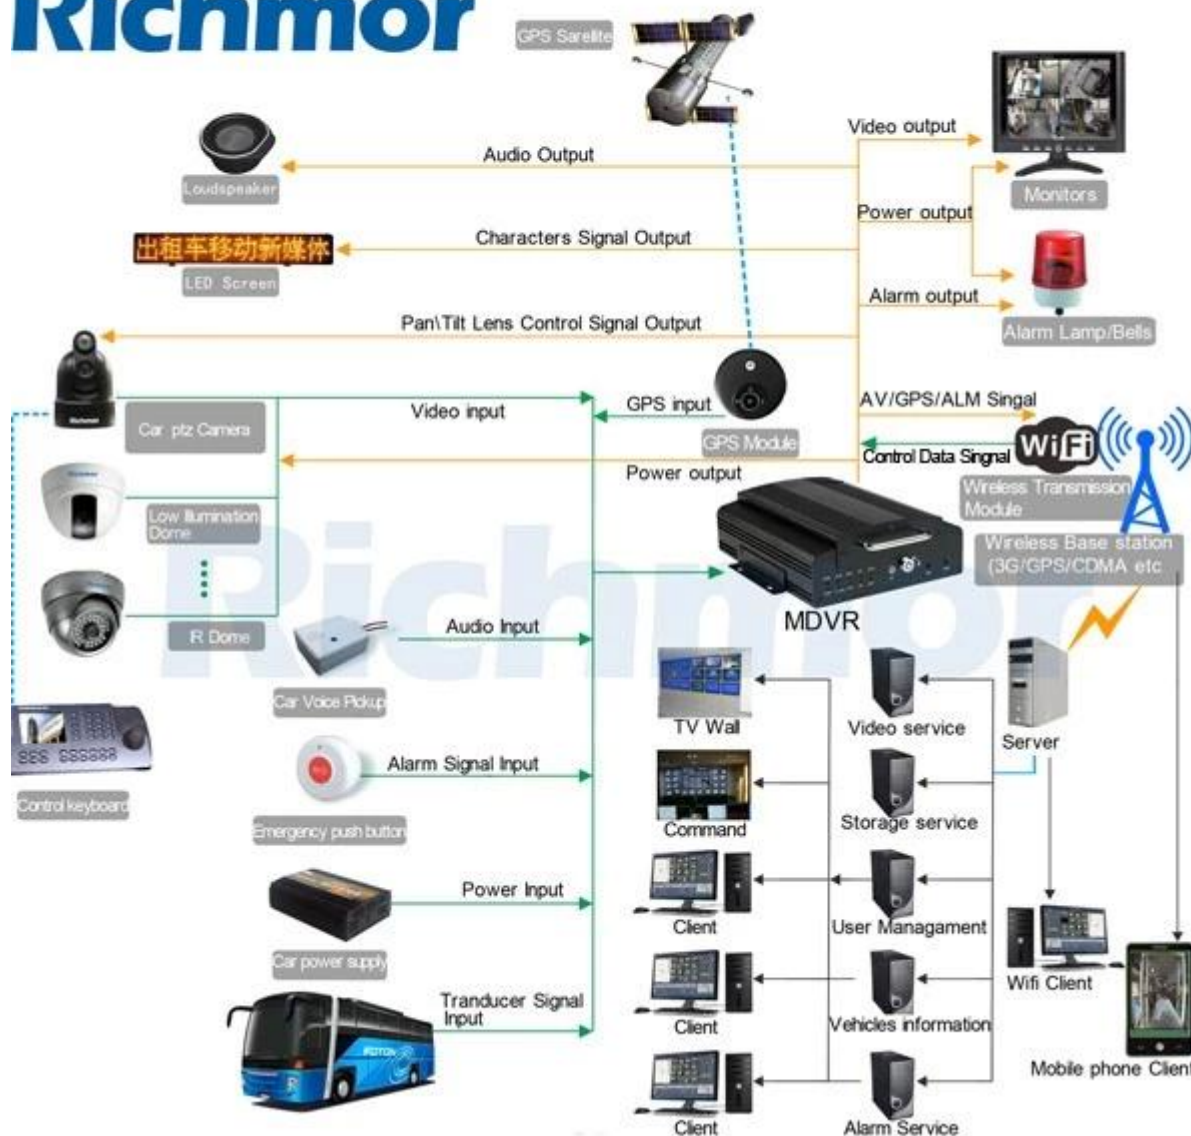 Richmor
GPS Sarellite
Video output
Audio Output
Loudspeaker
Monitors
Power output
出租车移动新媒体
Characters Signal Output
LED Screen
Alarm output
Pan\Tilt Lens Control Signal Output
Alarm Lamp/Bells
GPS input
AV/GPS/ALM Singal
Richmor
Video input
Car ptz Camera
GPS Module
Control Data Singnal
WiFi
Power output
Richmor
Wireless Transmission
Module
Low Illumination
Dome
Wireless Base station
(3G/GPS/CDMA etc
Richmor
MDVR
IR Dome
Audio Input
Car Voice Pickup
TV Wall
Video service
Server
Alarm Signal Input
Control keyboard
Emergency push button
Command
Storage service
Power Input
Client
User Managament
Car power supply
Wifi Client
Tranducer Signal
Input
Client
Vehicles information
FOTON
Mobile phone Client
Client
Alarm Service